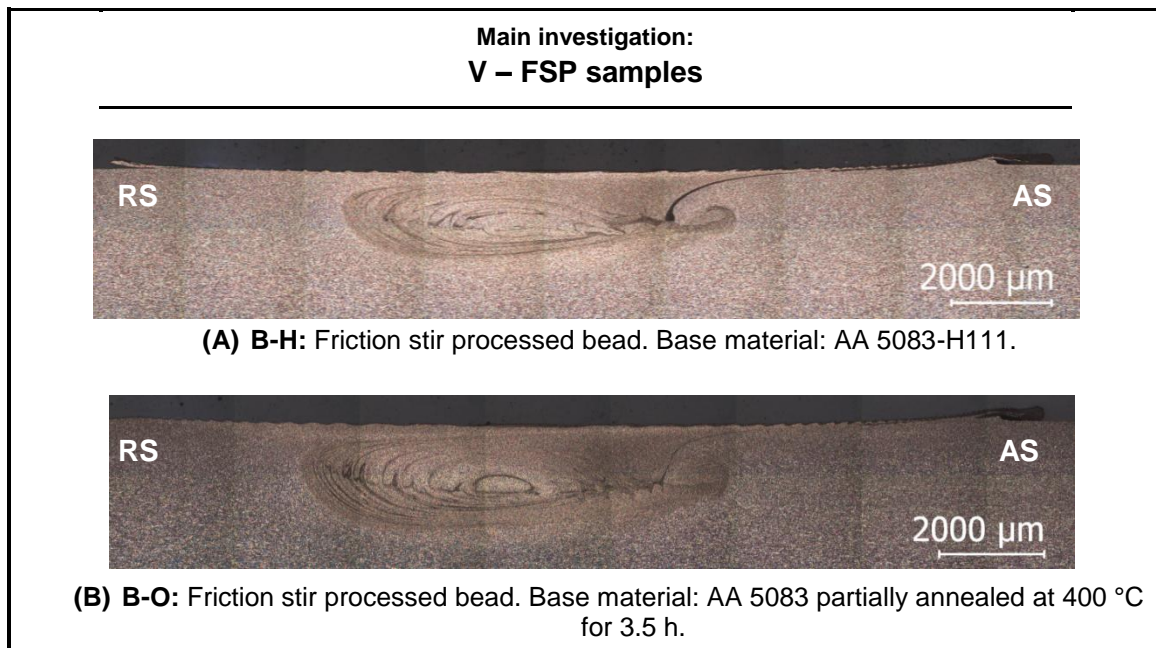 Main investigation:
V – FSP samples
RS
AS
2000 µm
(A) B-H: Friction stir processed bead. Base material: AA 5083-H111.
RS
AS
2000 µm
(B) B-O: Friction stir processed bead. Base material: AA 5083 partially annealed at 400 °C
for 3.5 h.